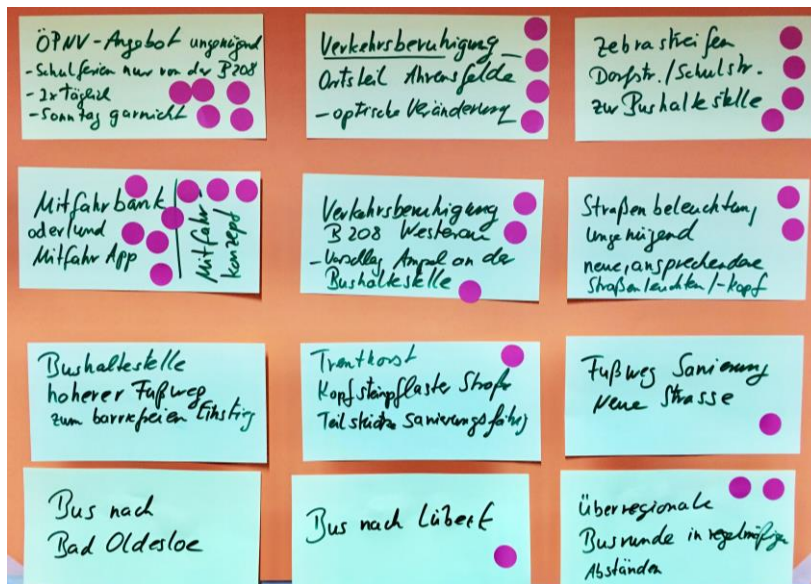 ÖPNV-Angebot ungenügend
- Schulferien nur von der B208
- 2x täglich
- Sonntag garnicht
Verkehrsberuhigung
Ortsteil Ahrensfelde
- optische Veränderung
Zebrastreifen
Dorfstr./Schulstr.
zur Bushaltestelle
Mitfahrbank
oder/und
Mitfahr App
Mitfahr-
konzept
Verkehrsberuhigung
B 208 Westerau
- Vorschlag Ampel an der
Bushaltestelle
Straßenbeleuchtung
ungenügend
neue, ansprechendere
Straßenleuchten/-kopf
Bushaltestelle
hoherer Fußweg
zum barrierefreien Einstieg
Trenthorst
Kopfsteinpflaster Straße
Teilstücke Sanierungsfähig
Fußweg Sanierung
Neue Strasse
Bus nach
Bad Oldesloe
Bus nach Lübeck
Überregionale
Busrunde in regelmäßigen
Abständen